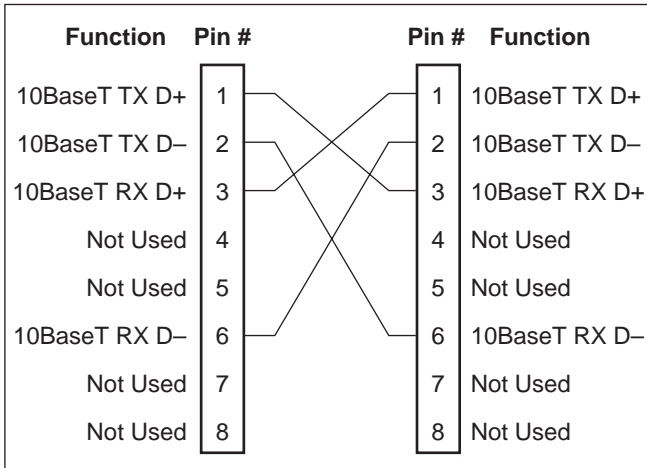 Function Pin # Pin # Function
10BaseT TX D+ 1 1 10BaseT TX D+
10BaseT TX D– 2 2 10BaseT TX D–
10BaseT RX D+ 3 3 10BaseT RX D+
Not Used 4 4 Not Used
Not Used 5 5 Not Used
10BaseT RX D– 6 6 10BaseT RX D–
Not Used 7 7 Not Used
Not Used 8 8 Not Used